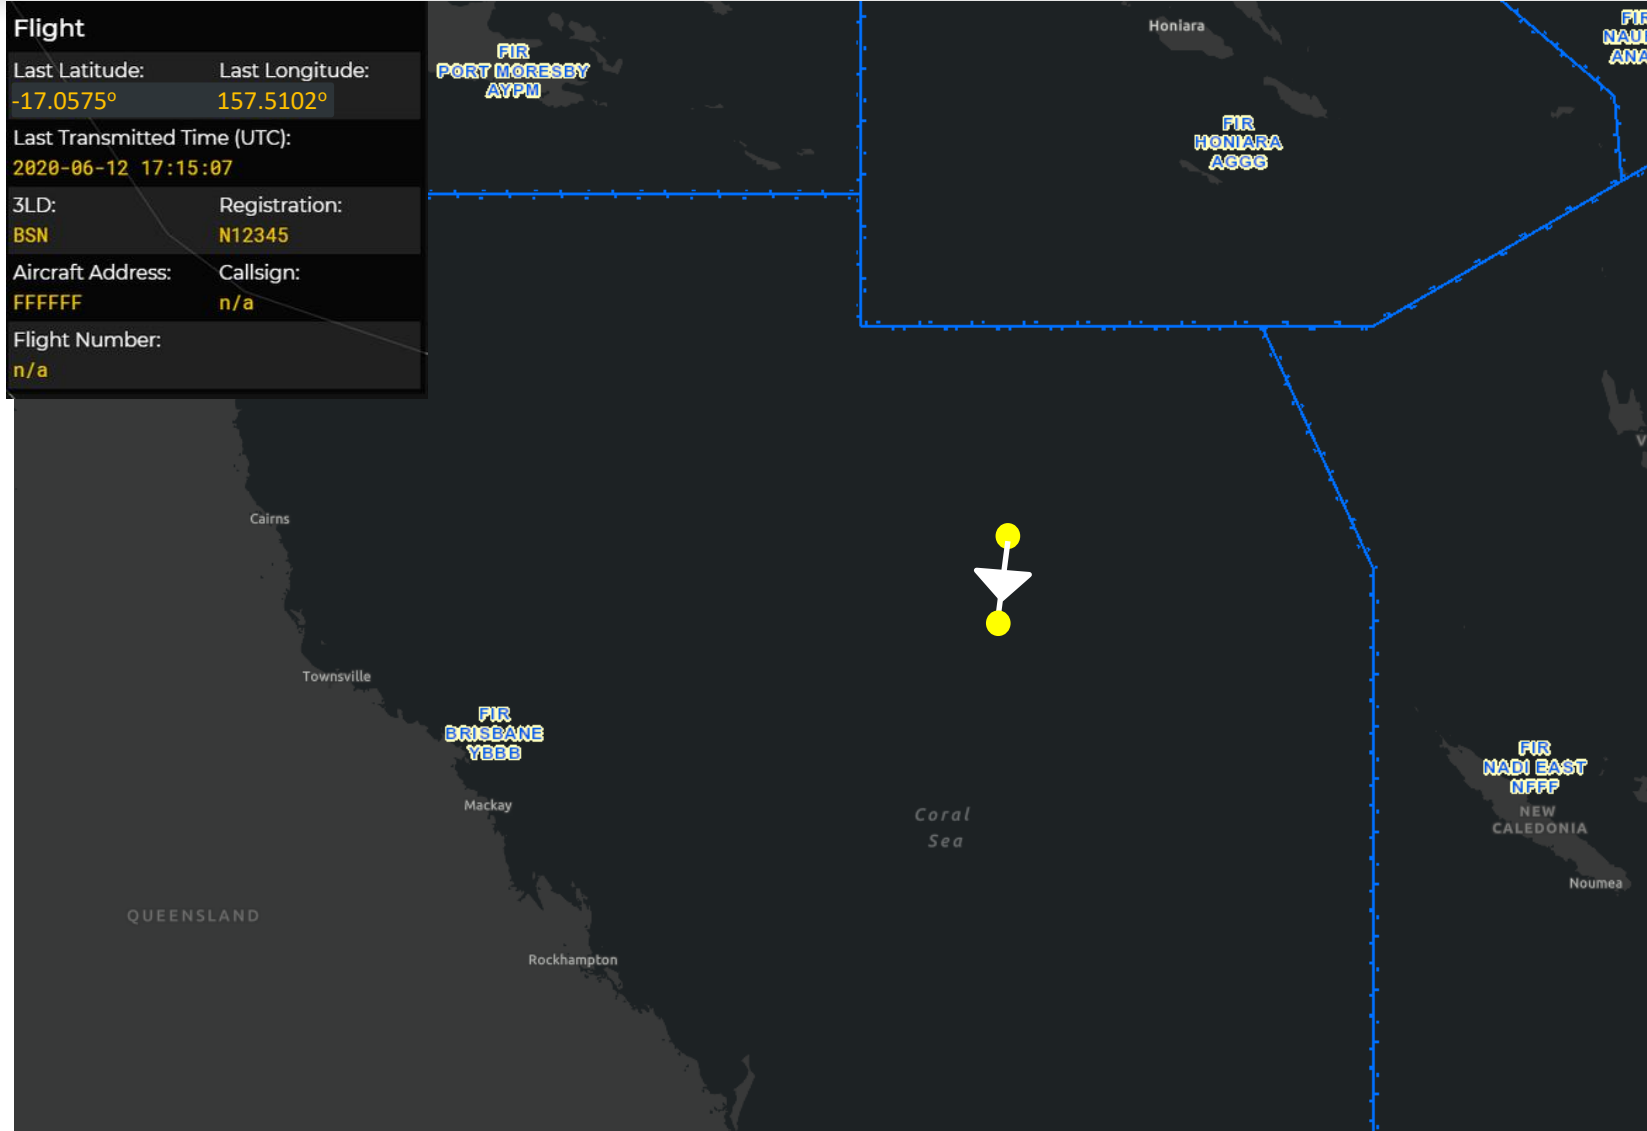 Flight
Last Latitude: Last Longitude:
-17.0575° 157.5102°
Last Transmitted Time (UTC):
2020-06-12 17:15:07
3LD: Registration:
BSN N12345
Aircraft Address: Callsign:
FFFFFF n/a
Flight Number:
n/a
FIR
PORT MORESBY
AYPM
Honiara
FIR
HONIARA
AGGG
Cairns
Townsville
FIR
BRISBANE
YBBB
Mackay
Coral
Sea
FIR
NADI EAST
NFFF
NEW
CALEDONIA
Noumea
QUEENSLAND
Rockhampton